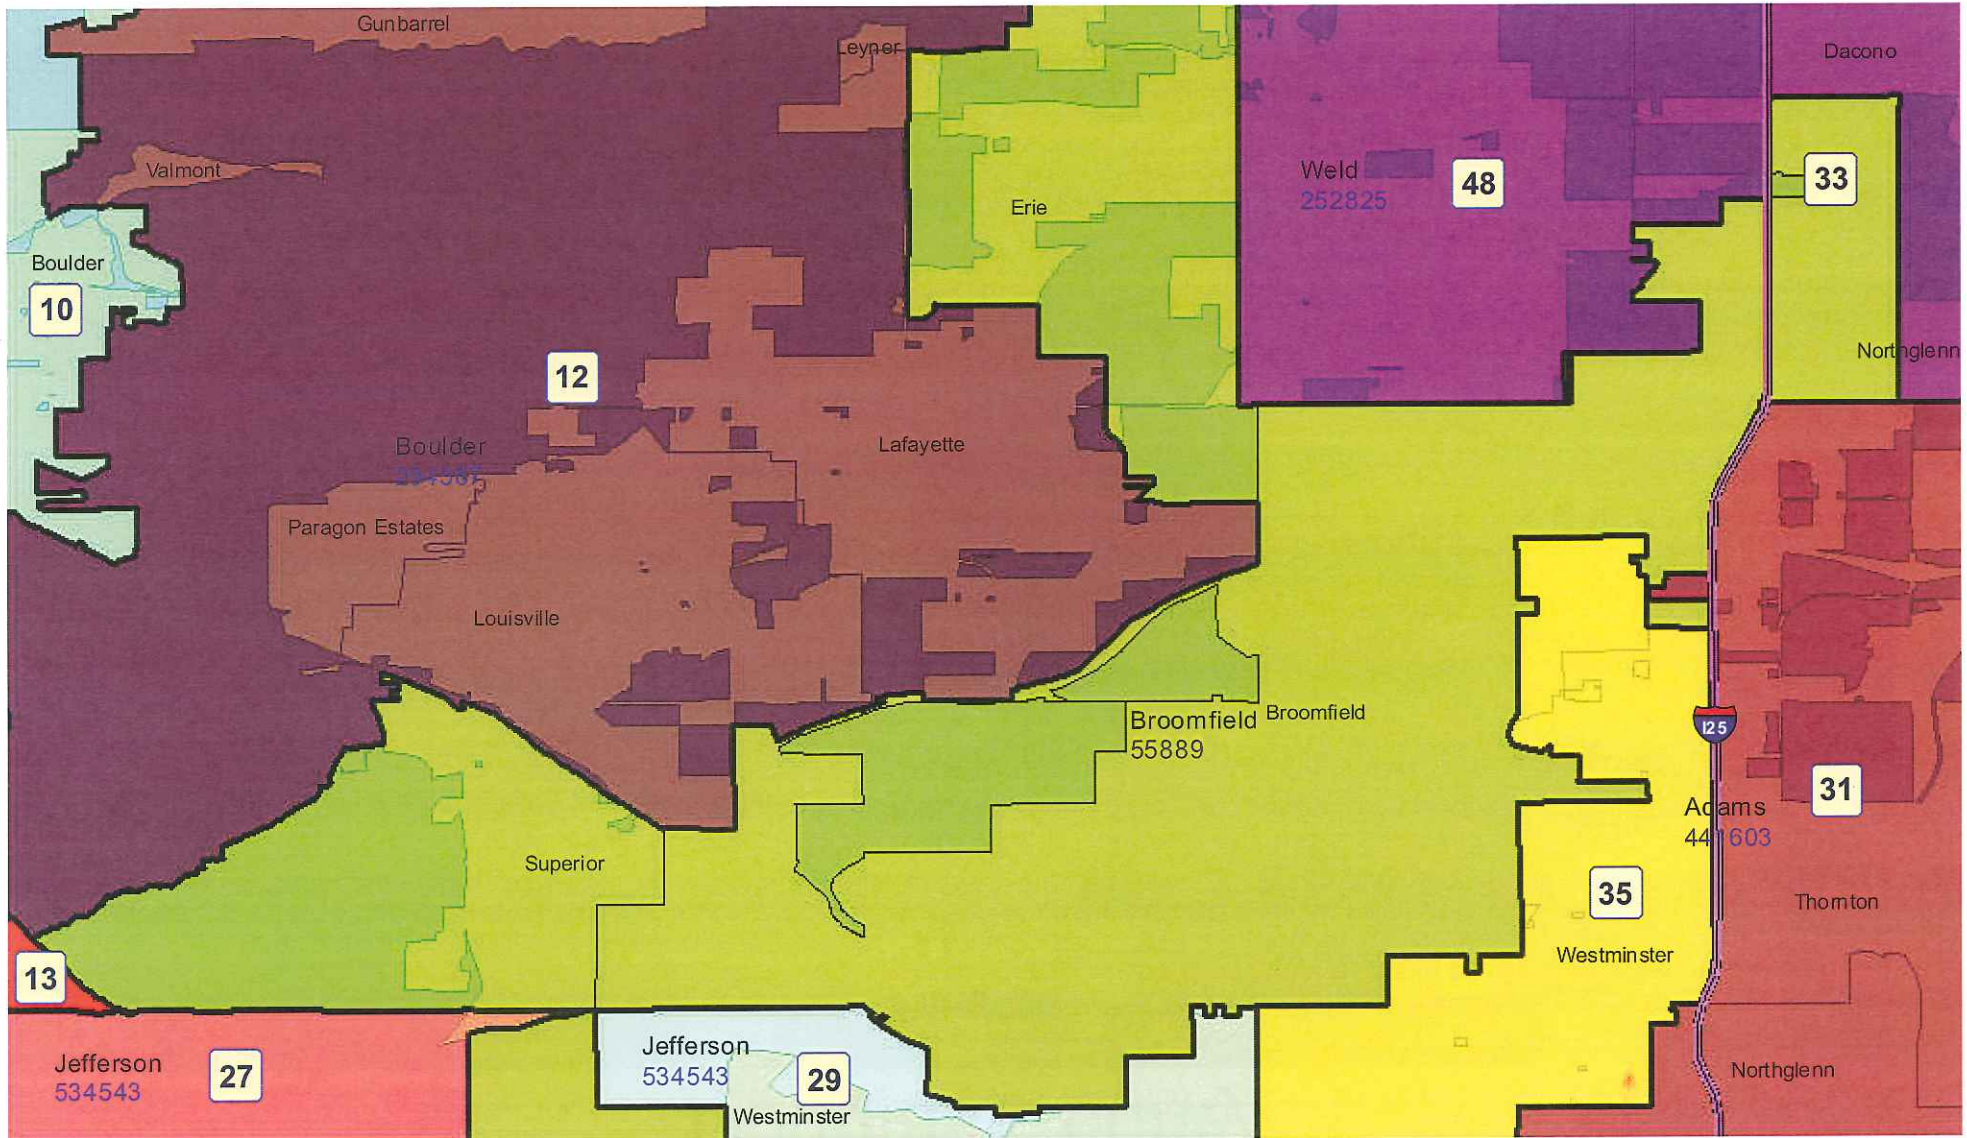 Gunbarrel
Leyner
Dacono
Valmont
Weld
252825
48
33
Erie
Boulder
10
Northglenn
12
Boulder
Lafayette
Paragon Estates
Louisville
Broomfield
55889
Broomfield
I25
31
Adams
441603
Superior
35
Thornton
Westminster
13
Jefferson
534543
27
Jefferson
534543
29
Westminster
Northglenn